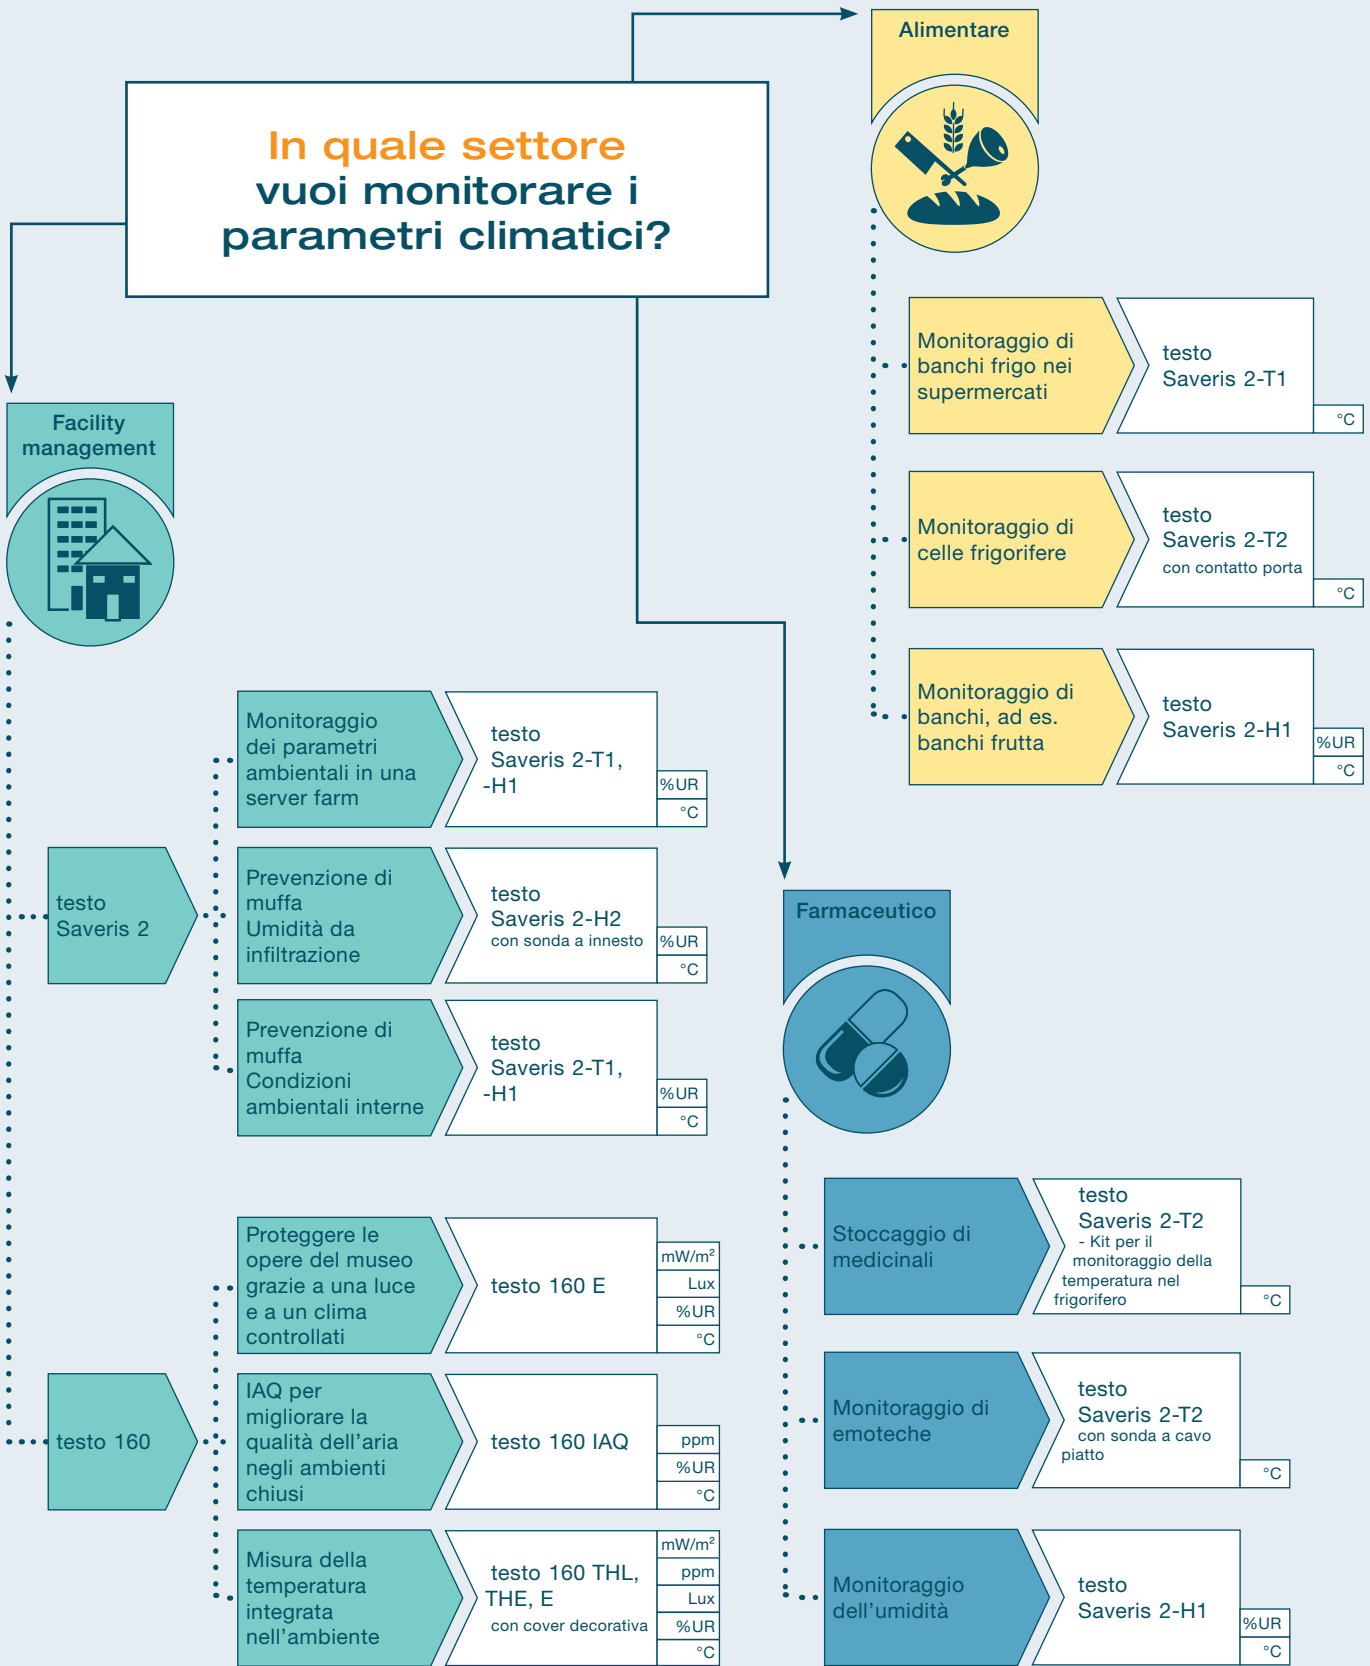 In quale settore
vuoi monitorare i
parametri climatici?
Alimentare
Monitoraggio di
banchi frigo nei
supermercati
testo
Saveris 2-T1
°C
Monitoraggio di
celle frigorifere
testo
Saveris 2-T2
con contatto porta
°C
Monitoraggio di
banchi, ad es.
banchi frutta
testo
Saveris 2-H1
%UR
°C
Facility
management
testo
Saveris 2
Monitoraggio
dei parametri
ambientali in una
server farm
testo
Saveris 2-T1,
-H1
%UR
°C
Prevenzione di
muffa
Umidità da
infiltrazione
testo
Saveris 2-H2
con sonda a innesto
%UR
°C
Prevenzione di
muffa
Condizioni
ambientali interne
testo
Saveris 2-T1,
-H1
%UR
°C
testo 160
Proteggere le
opere del museo
grazie a una luce
e a un clima
controllati
testo 160 E
mW/m²
Lux
%UR
°C
IAQ per
migliorare la
qualità dell'aria
negli ambienti
chiusi
testo 160 IAQ
ppm
%UR
°C
Misura della
temperatura
integrata
nell'ambiente
testo 160 THL,
THE, E
con cover decorativa
mW/m²
ppm
Lux
%UR
°C
Farmaceutico
Stoccaggio di
medicinali
testo
Saveris 2-T2
- Kit per il
monitoraggio della
temperatura nel
frigorifero
°C
Monitoraggio di
emoteche
testo
Saveris 2-T2
con sonda a cavo
piatto
°C
Monitoraggio
dell'umidità
testo
Saveris 2-H1
%UR
°C